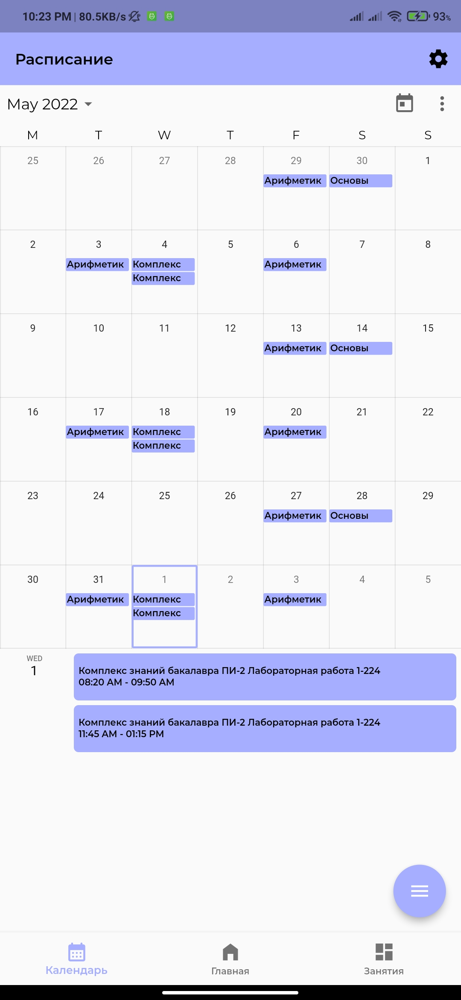 10:23 PM | 80.5KB/s 93%
Расписание
May 2022
M T W T F S S
25 26 27 28 29 30 1
Арифметик Основы
2 3 4 5 6 7 8
Арифметик Комплекс Арифметик
Комплекс
9 10 11 12 13 14 15
Арифметик Основы
16 17 18 19 20 21 22
Арифметик Комплекс Арифметик
Комплекс
23 24 25 26 27 28 29
Арифметик Основы
30 31 1 2 3 4 5
Арифметик Комплекс Арифметик
Комплекс
WED
1
Комплекс знаний бакалавра ПИ-2 Лабораторная работа 1-224
08:20 AM - 09:50 AM
Комплекс знаний бакалавра ПИ-2 Лабораторная работа 1-224
11:45 AM - 01:15 PM
Календарь Главная Занятия